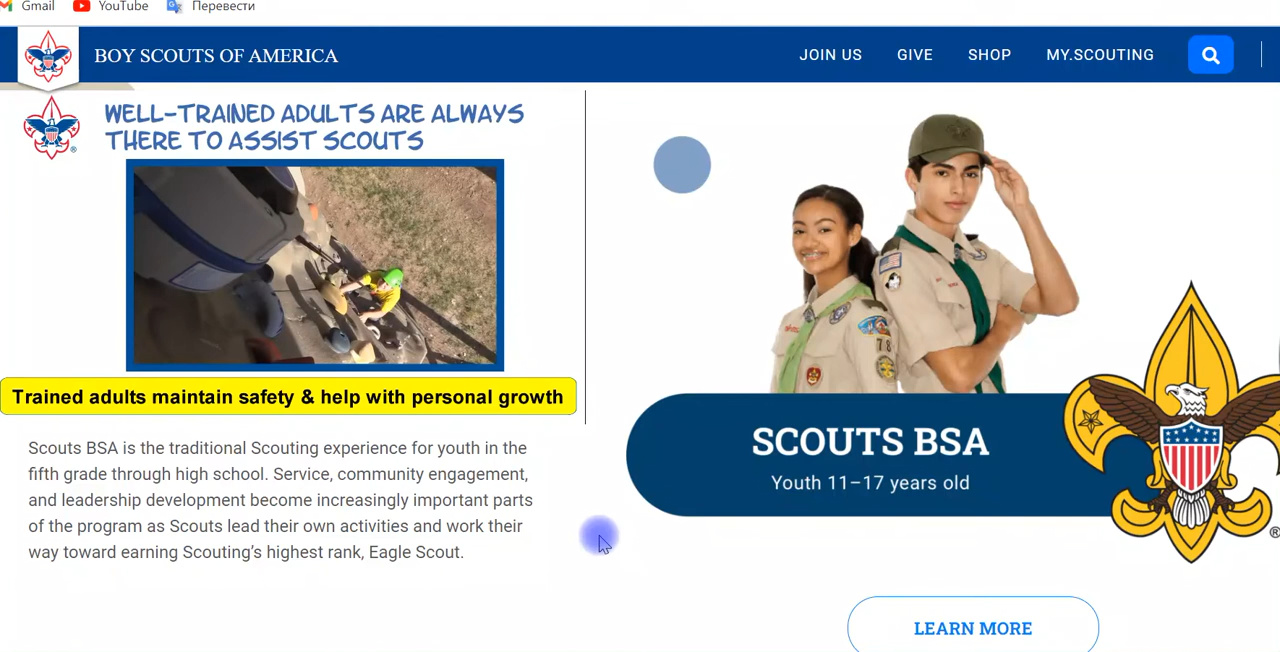 Gmail
YouTube
Перевести
BOY SCOUTS OF AMERICA
JOIN US
GIVE
SHOP
MY.SCOUTING
WELL-TRAINED ADULTS ARE ALWAYS
THERE TO ASSIST SCOUTS
Trained adults maintain safety & help with personal growth
Scouts BSA is the traditional Scouting experience for youth in the
fifth grade through high school. Service, community engagement,
and leadership development become increasingly important parts
of the program as Scouts lead their own activities and work their
way toward earning Scouting's highest rank, Eagle Scout.
78
SCOUTS BSA
Youth 11–17 years old
®
LEARN MORE